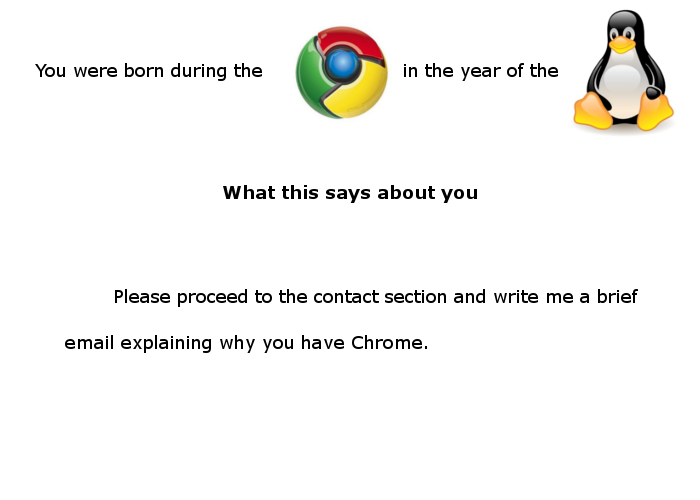 You were born during the in the year of the
What this says about you
Please proceed to the contact section and write me a brief
email explaining why you have Chrome.